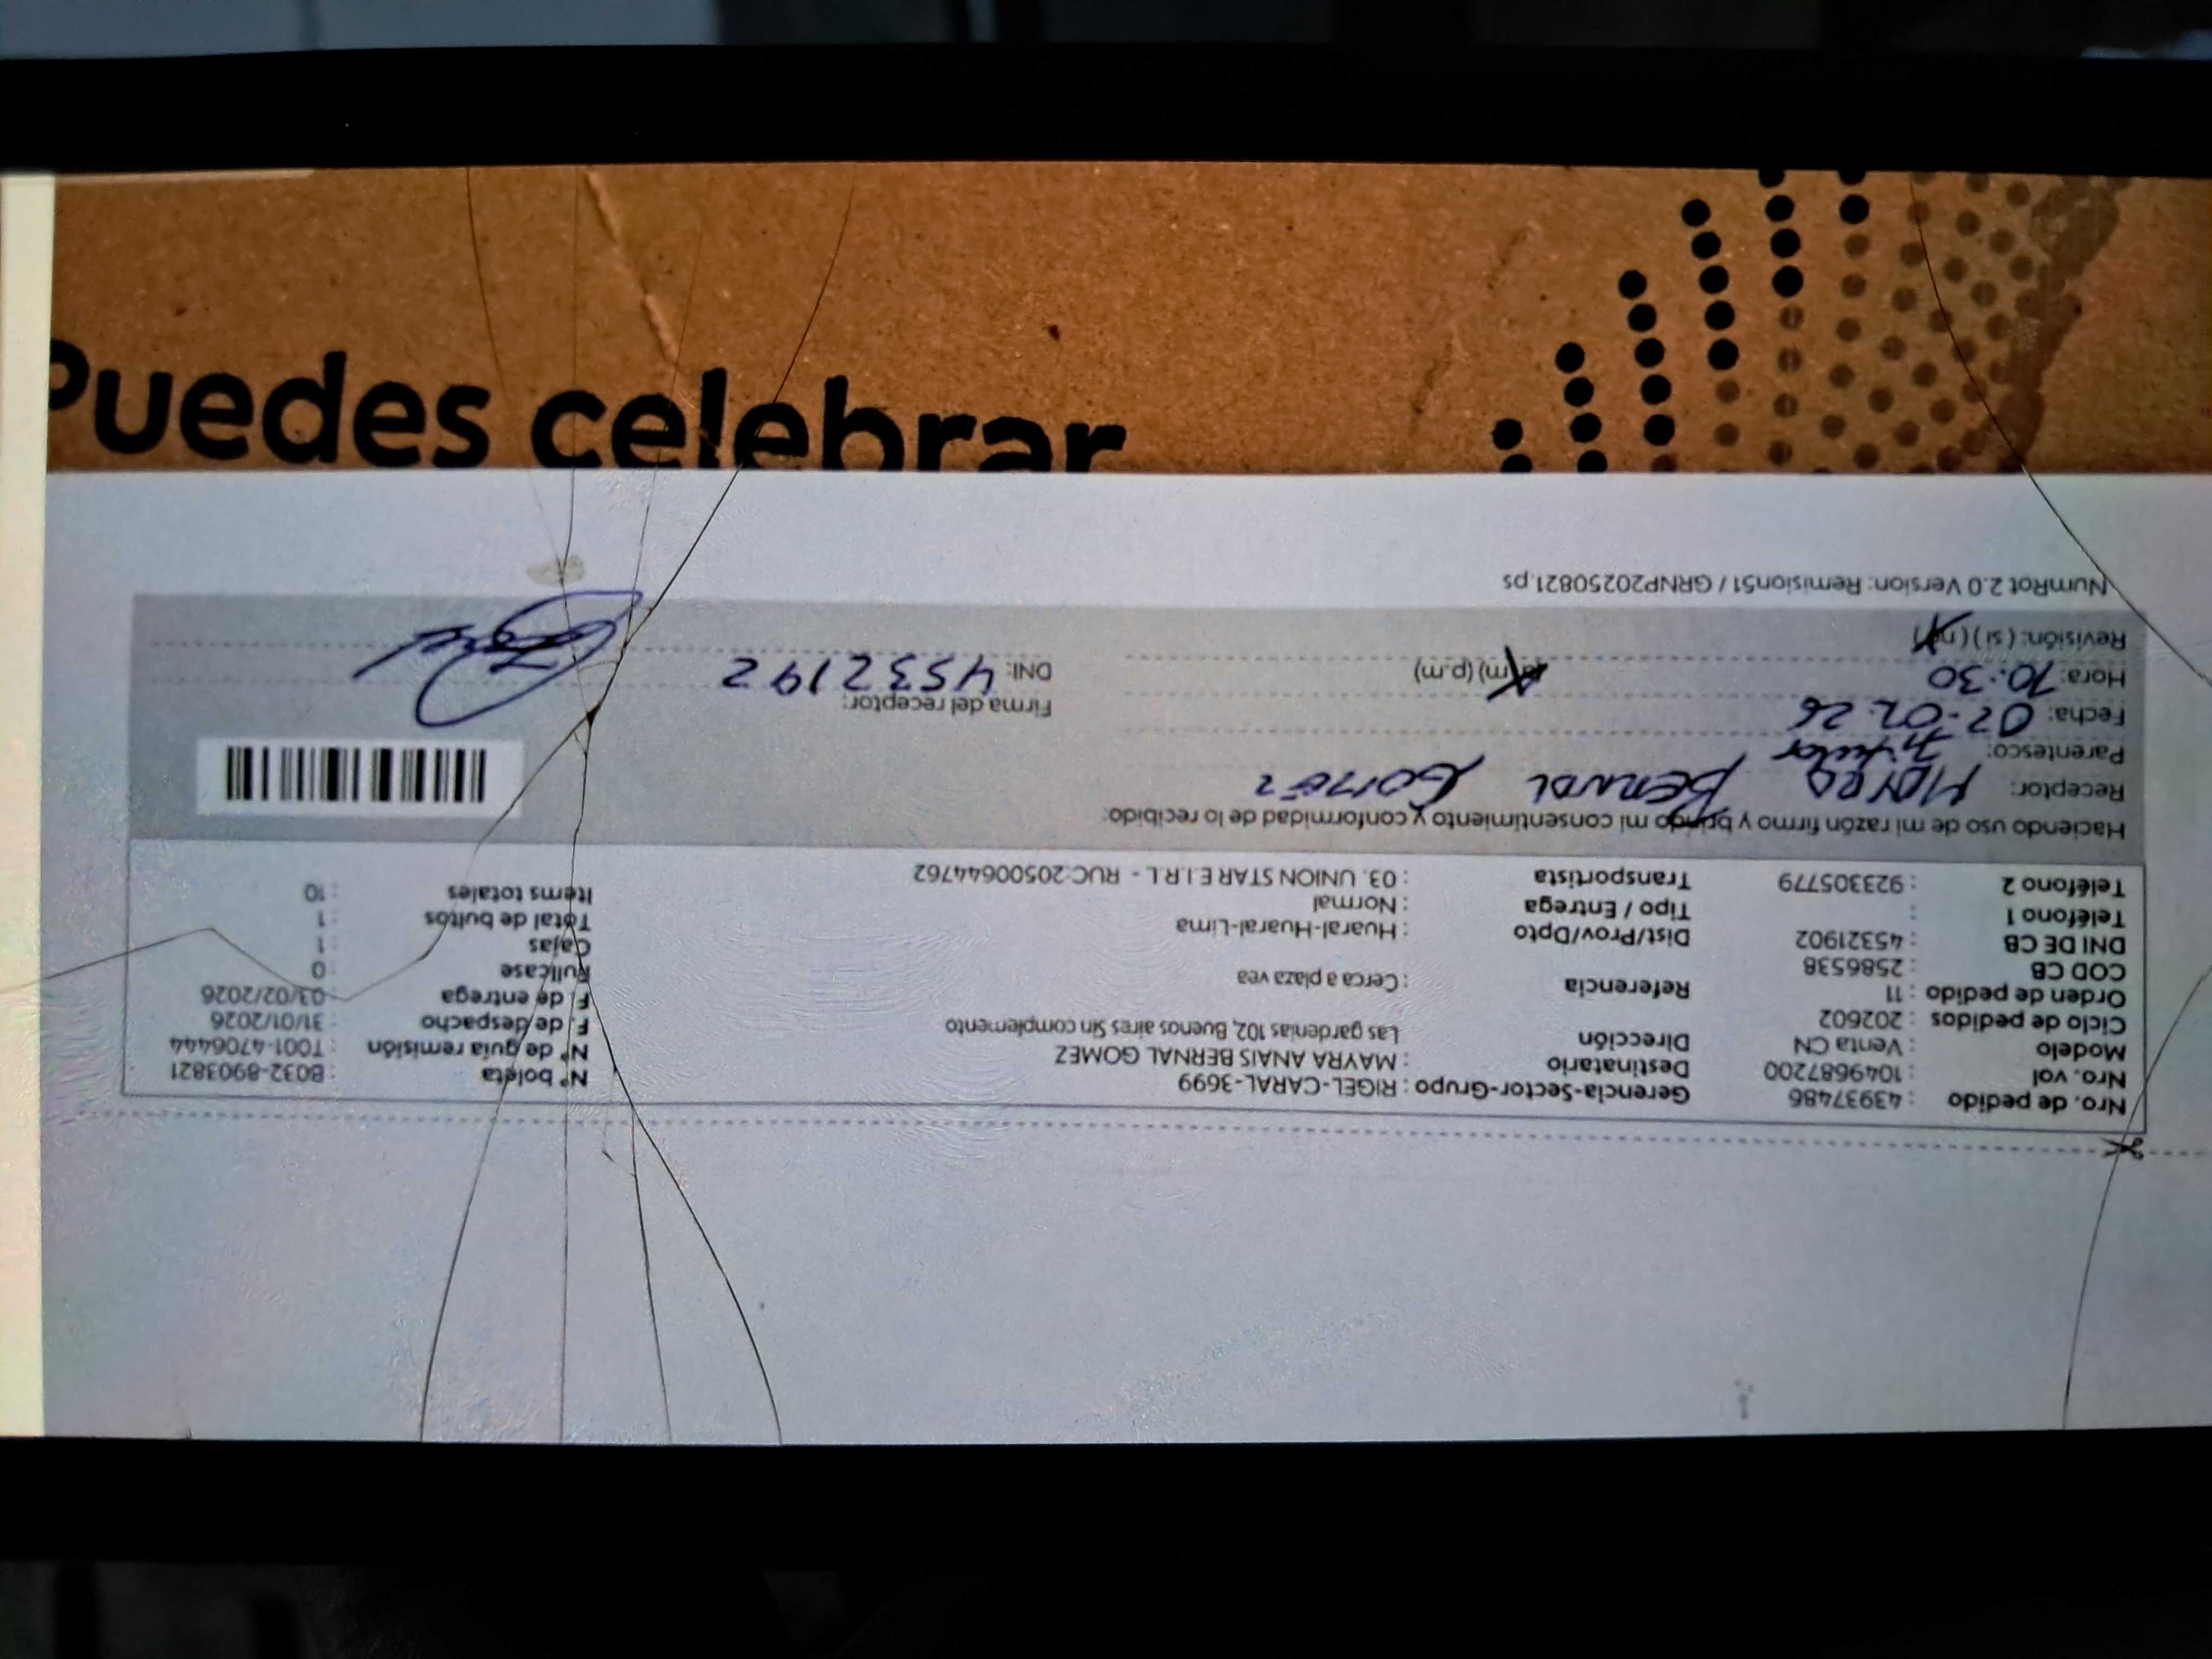 Puedes celebrar
Nro. de pedido : 43937486
Nro. vol : 1049687200
Modelo : Venta CN
Ciclo de pedidos : 202602
Orden de pedido : 11
COD CB : 2586538
DNI DE CB : 45321902
Teléfono 1 :
Teléfono 2 : 923305779
Gerencia-Sector-Grupo : RIGEL-CARAL-3699
Destinatario : MAYRA ANAIS BERNAL GOMEZ
Dirección Las gardenias 102, Buenos aires Sin complemento
Referencia : Cerca a plaza vea
Dist/Prov/Dpto : Huaral-Huaral-Lima
Tipo / Entrega : Normal
Transportista : 03. UNION STAR E.I.R.L - RUC:20500644762
N° boleta : B032-8903821
N° de guía remisión : T001-4706444
F. de despacho : 31/01/2026
F. de entrega : 03/02/2026
Fullcase : 0
Cajas : 1
Total de bultos : 1
Items totales : 10
Haciendo uso de mi razón firmo y brindo mi consentimiento y conformidad de lo recibido:
Receptor: Mayra Bernal Gomez
Parentesco: Titular
Fecha: 02-02-26
Hora: 10:30 (a.m) (p.m)
Revisión: (si) (no)
Firma del receptor:
DNI: 4532192
NumRot 2.0 Version: Remision51 / GRNP20250821.ps